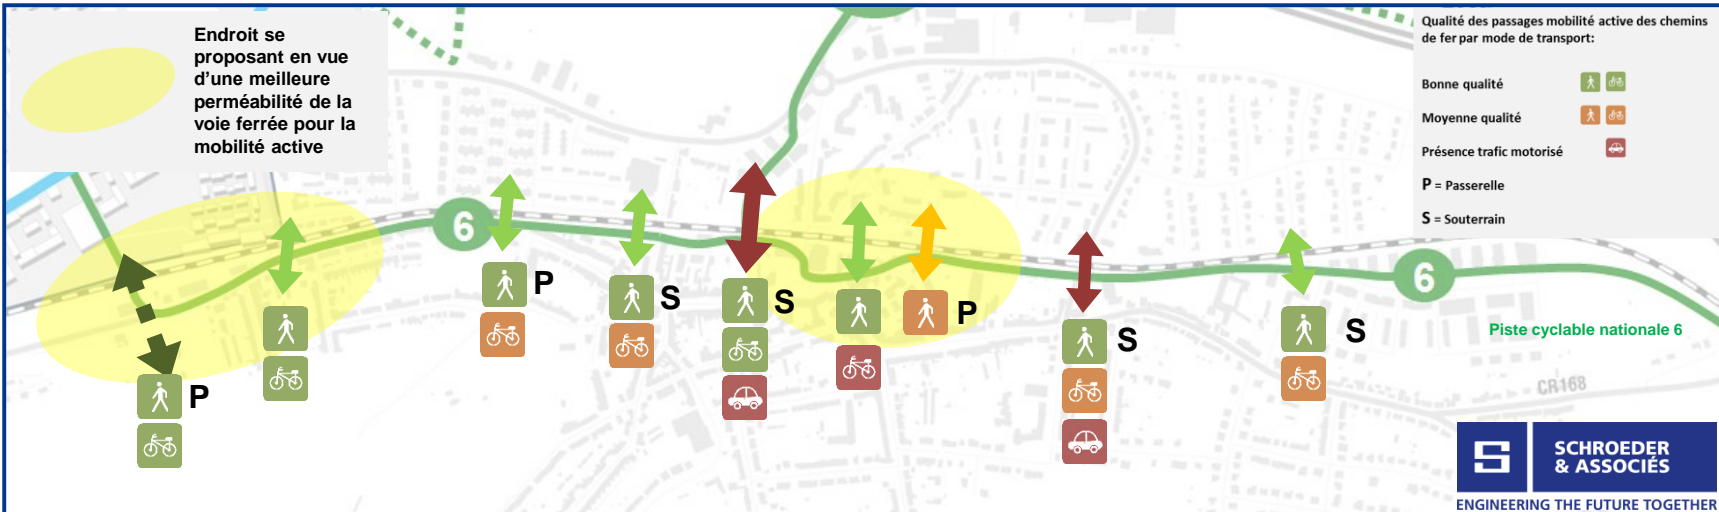 Endroit se
proposant en vue
d'une meilleure
perméabilité de la
voie ferrée pour la
mobilité active
Qualité des passages mobilité active des chemins
de fer par mode de transport:
Bonne qualité
Moyenne qualité
Présence trafic motorisé
P = Passerelle
S = Souterrain
6
P
S
S
P
S
S
P
6
Piste cyclable nationale 6
CR168
S
SCHROEDER
& ASSOCIÉS
ENGINEERING THE FUTURE TOGETHER